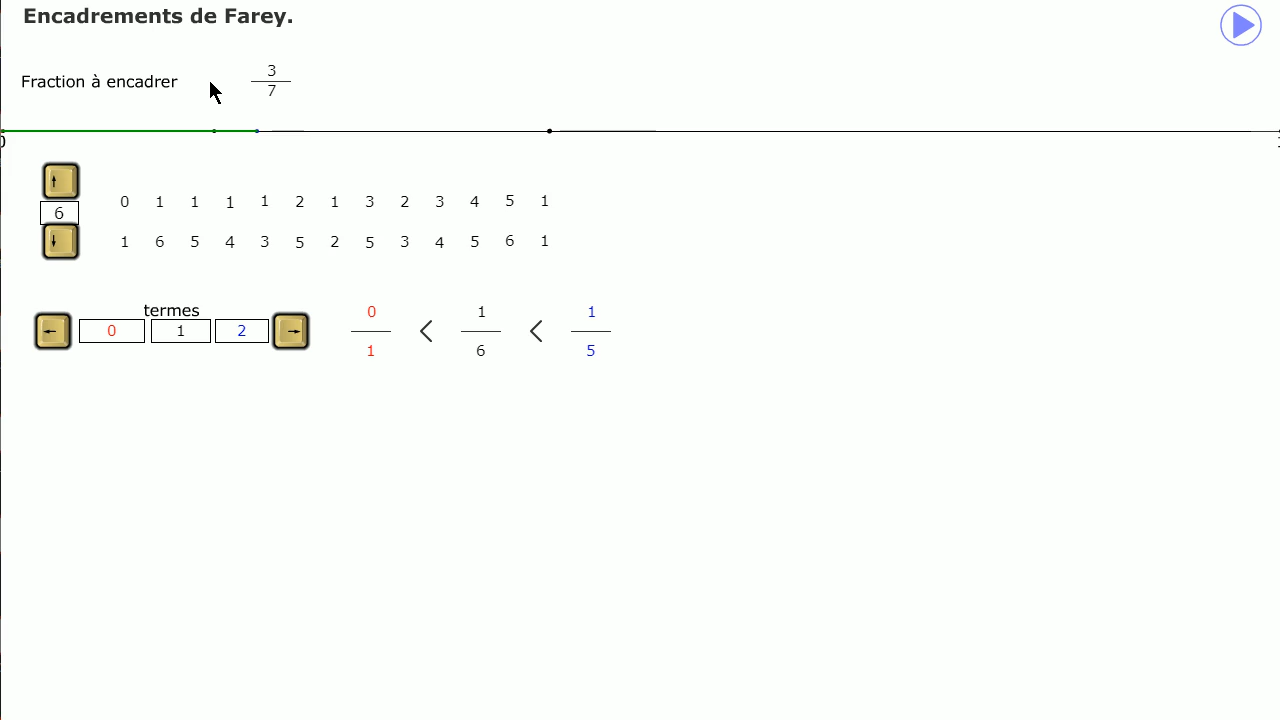 Encadrements de Farey.
3
Fraction à encadrer
7
0 1
0 1 1 1 1 2 1 3 2 3 4 5 1
6
1 6 5 4 3 5 2 5 3 4 5 6 1
termes
0 1 2
0 < 1 < 1
1 6 5